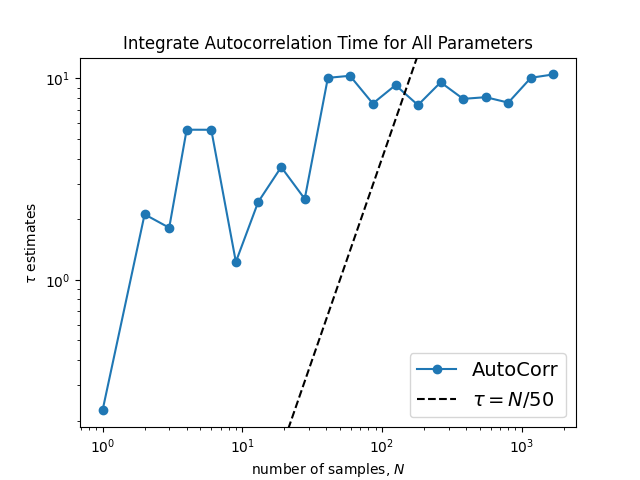 Integrate Autocorrelation Time for All Parameters
τ estimates
10¹
10⁰
10⁰
10¹
10²
10³
number of samples, N
AutoCorr
τ = N/50